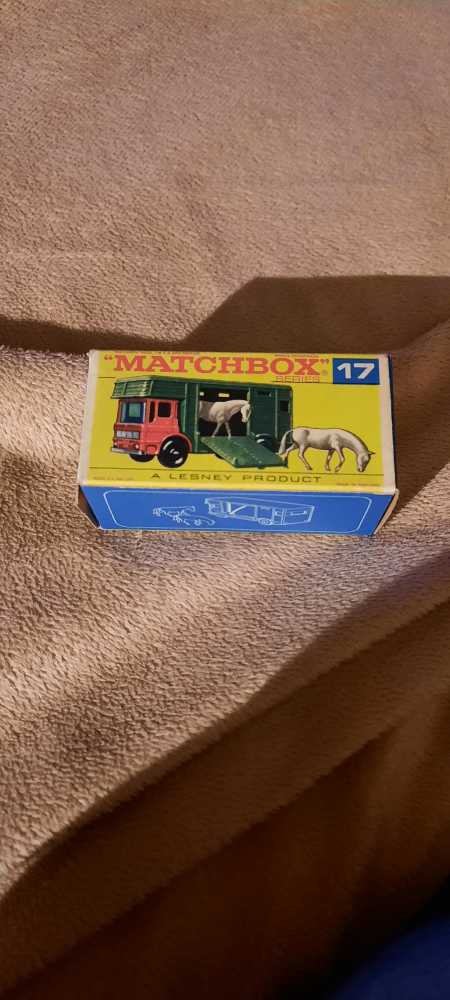 "MATCHBOX"®
SERIES
17
A LESNEY PRODUCT